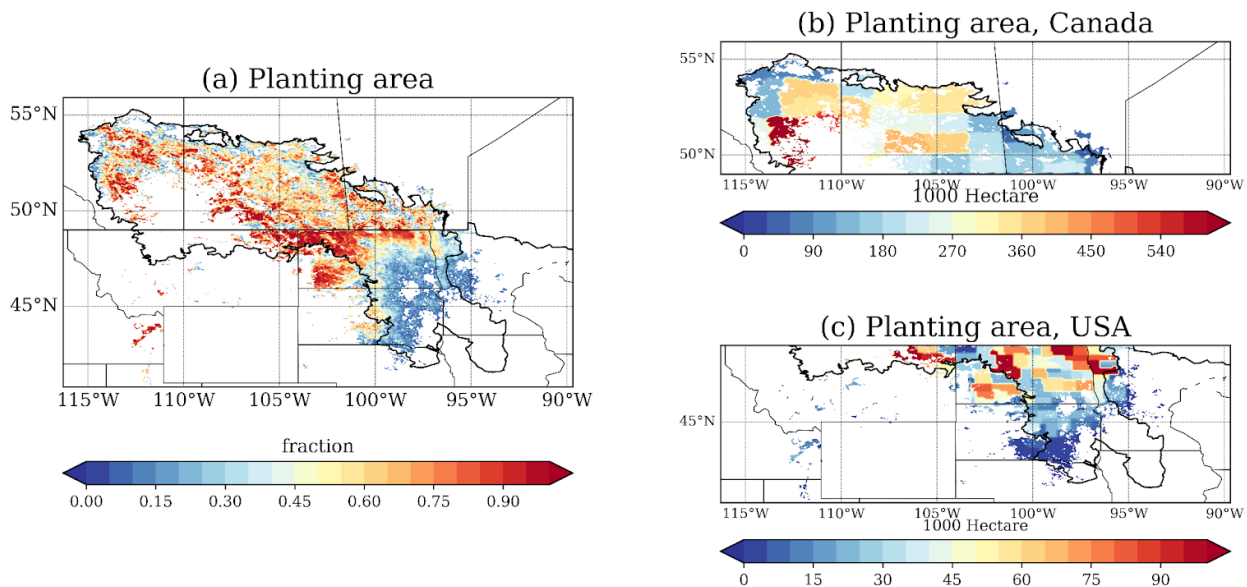 (a) Planting area
55°N
50°N
45°N
115°W 110°W 105°W 100°W 95°W 90°W
fraction
0.00 0.15 0.30 0.45 0.60 0.75 0.90
(b) Planting area, Canada
55°N
50°N
115°W 110°W 105°W 100°W 95°W 90°W
1000 Hectare
0 90 180 270 360 450 540
(c) Planting area, USA
45°N
115°W 110°W 105°W 100°W 95°W 90°W
1000 Hectare
0 15 30 45 60 75 90